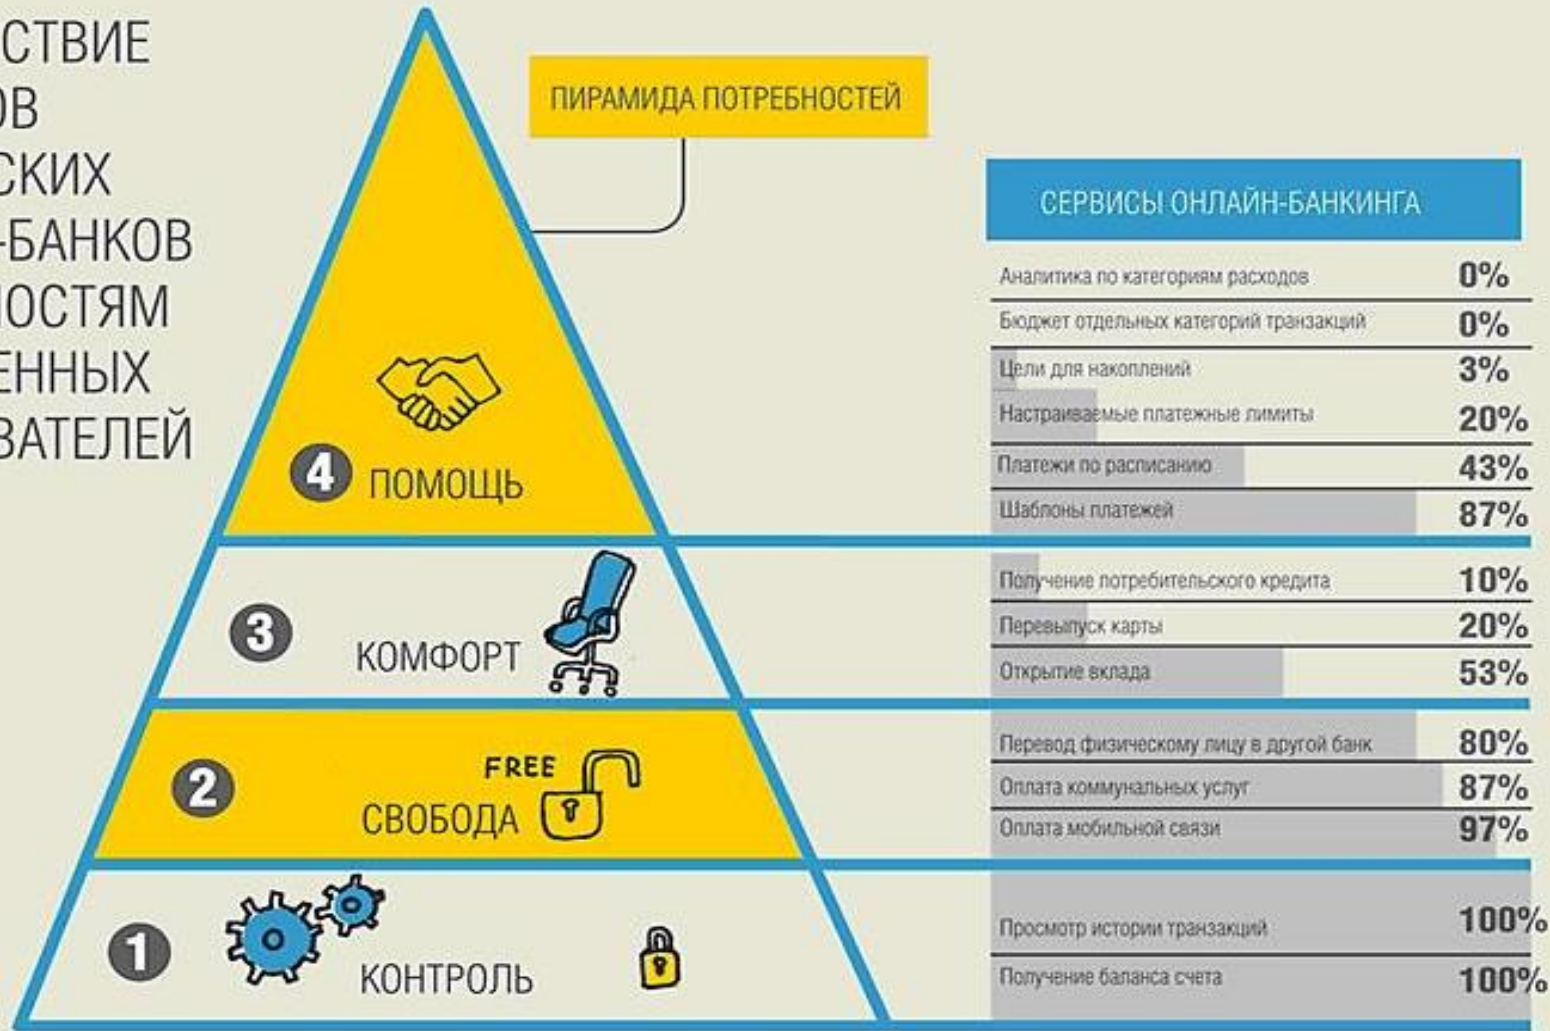 СТВИЕ
ОВ
СКИХ
-БАНКОВ
НОСТЯМ
ЕННЫХ
ВАТЕЛЕЙ
ПИРАМИДА ПОТРЕБНОСТЕЙ
4 ПОМОЩЬ
3 КОМФОРТ
2 СВОБОДА
FREE
1 КОНТРОЛЬ
СЕРВИСЫ ОНЛАЙН-БАНКИНГА
Аналитика по категориям расходов 0%
Бюджет отдельных категорий транзакций 0%
Цели для накоплений 3%
Настраиваемые платежные лимиты 20%
Платежи по расписанию 43%
Шаблоны платежей 87%
Получение потребительского кредита 10%
Перевыпуск карты 20%
Открытие вклада 53%
Перевод физическому лицу в другой банк 80%
Оплата коммунальных услуг 87%
Оплата мобильной связи 97%
Просмотр истории транзакций 100%
Получение баланса счета 100%